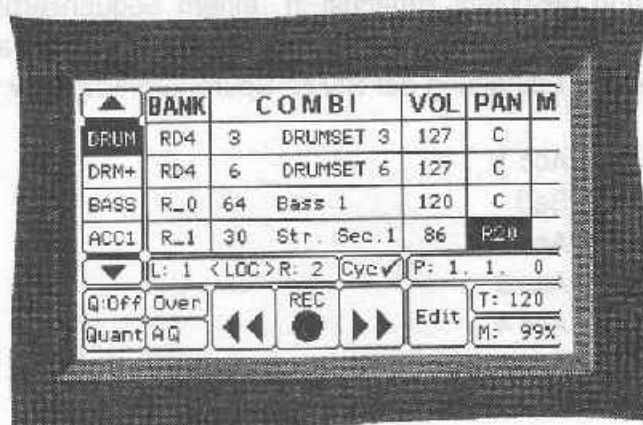 BANK COMBI VOL PAN M
DRUM RD4 3 DRUMSET 3 127 C
DRM+ RD4 6 DRUMSET 6 127 C
BASS R_0 64 Bass 1 120 C
ACC1 R_1 30 Str. Sec.1 86 R20
L: 1 <LOC>R: 2 Cyc✓ P: 1. 1. 0
Q:Off Over REC Edit T: 120
Quant AQ M: 99%